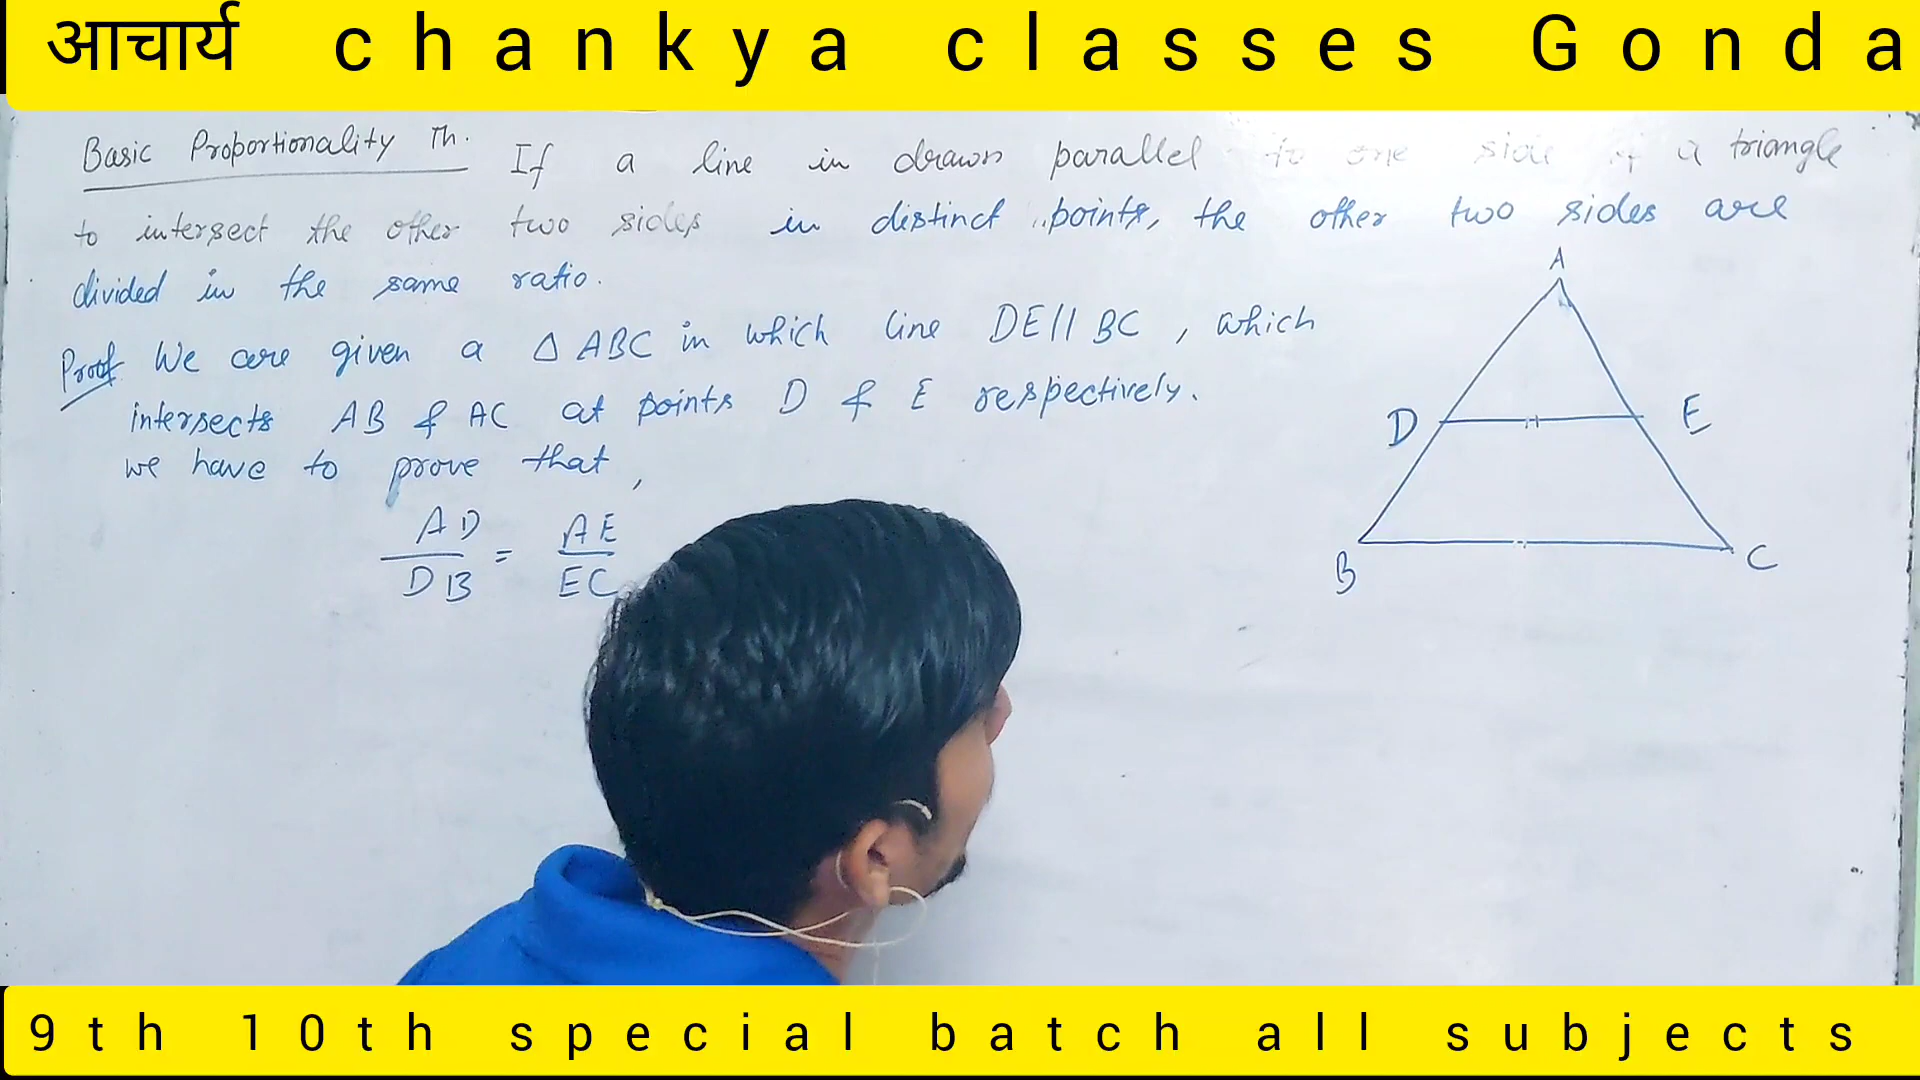 आचार्य chankya classes Gonda
Basic Proportionality Th. If a line in drawn parallel to one side of a triangle
to intersect the other two sides in distinct points, the other two sides are
divided in the same ratio.
Proof We are given a △ ABC in which line DE || BC , which
intersects AB & AC at points D & E respectively.
we have to prove that,
AD/DB = AE/EC
A
D
E
B
C
9th 10th special batch all subjects